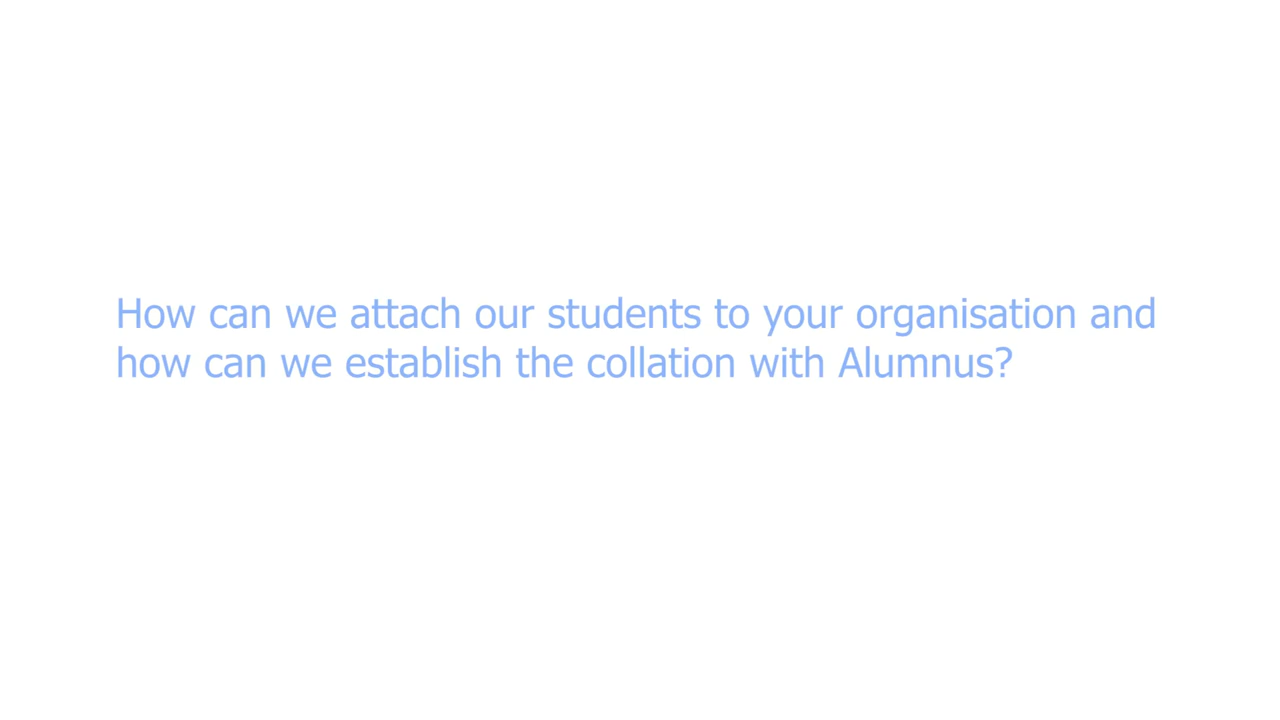 How can we attach our students to your organisation and
how can we establish the collation with Alumnus?